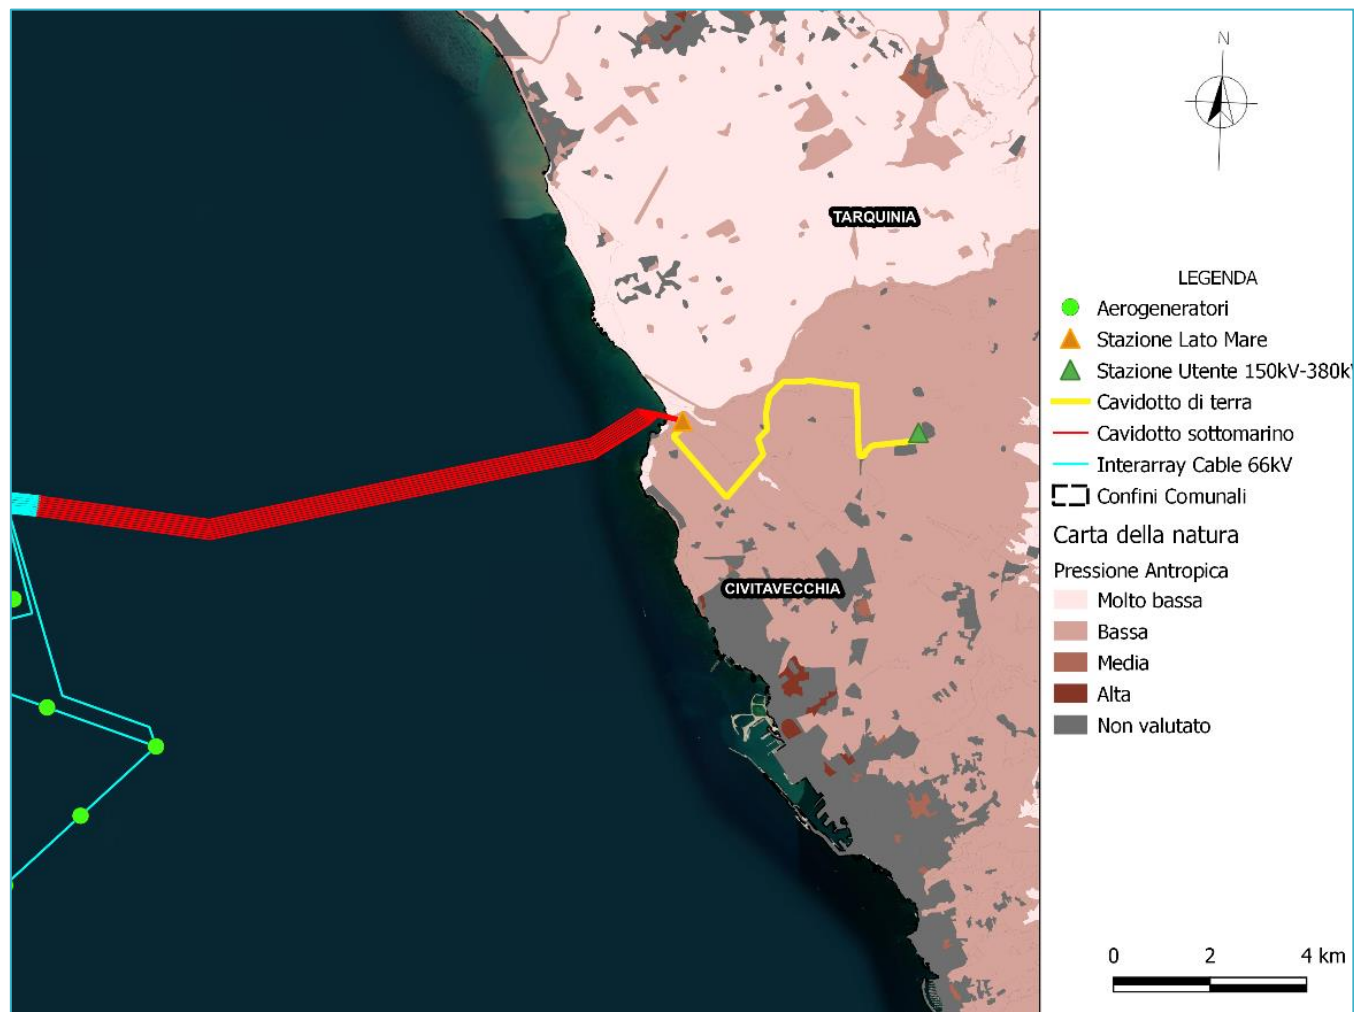 N
TARQUINIA
CIVITAVECCHIA
LEGENDA
Aerogeneratori
Stazione Lato Mare
Stazione Utente 150kV-380k
Cavidotto di terra
Cavidotto sottomarino
Interarray Cable 66kV
Confini Comunali
Carta della natura
Pressione Antropica
Molto bassa
Bassa
Media
Alta
Non valutato
0 2 4 km